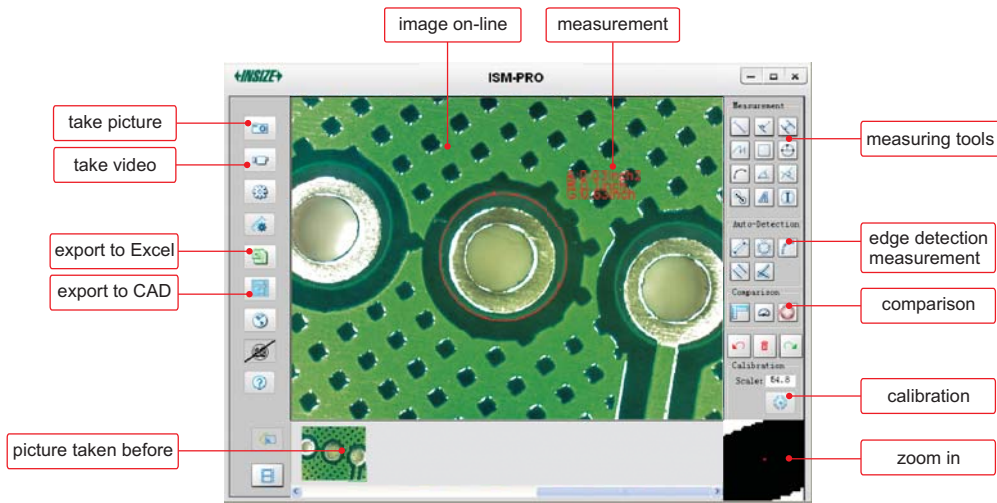 image on-line
measurement
INSIZE
ISM-PRO
take picture
take video
export to Excel
export to CAD
picture taken before
Measurement
measuring tools
Auto-Detection
edge detection
measurement
Comparison
comparison
Calibration
Scale: 64.8
calibration
zoom in